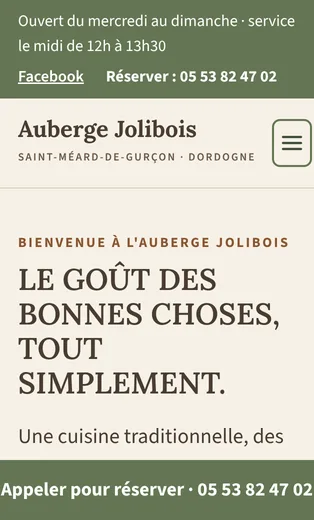 Ouvert du mercredi au dimanche · service
le midi de 12h à 13h30
Facebook Réserver : 05 53 82 47 02
Auberge Jolibois
SAINT-MÉARD-DE-GURÇON · DORDOGNE
BIENVENUE À L'AUBERGE JOLIBOIS
LE GOÛT DES
BONNES CHOSES,
TOUT
SIMPLEMENT.
Une cuisine traditionnelle, des
Appeler pour réserver · 05 53 82 47 02